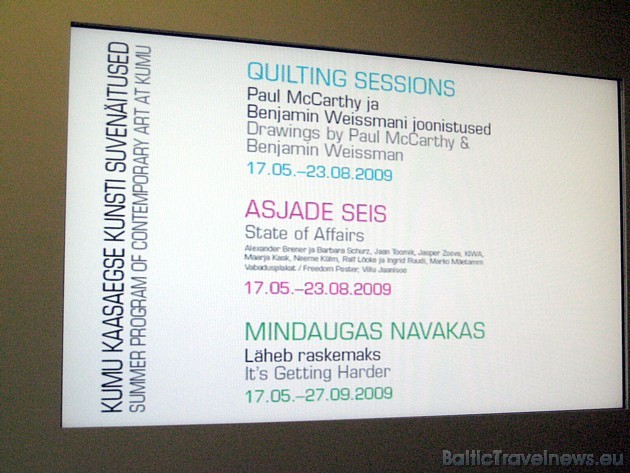 KUMU KAASAEGSE KUNSTI SUVENÄITUSED
SUMMER PROGRAM OF CONTEMPORARY ART AT KUMU
QUILTING SESSIONS
Paul McCarthy ja
Benjamin Weissmani joonistused
Drawings by Paul McCarthy &
Benjamin Weissman
17.05.–23.08.2009
ASJADE SEIS
State of Affairs
Alexander Brener ja Barbara Schurz, Jaan Toomik, Jasper Zoova, KIWA,
Maarja Kask, Neeme Külm, Ralf Lõoke ja Ingrid Ruudi, Marko Mäetamm
Vabadusplakat / Freedom Poster, Villu Jaanisoo
17.05.–23.08.2009
MINDAUGAS NAVAKAS
Läheb raskemaks
It's Getting Harder
17.05.–27.09.2009
BalticTravelnews.eu